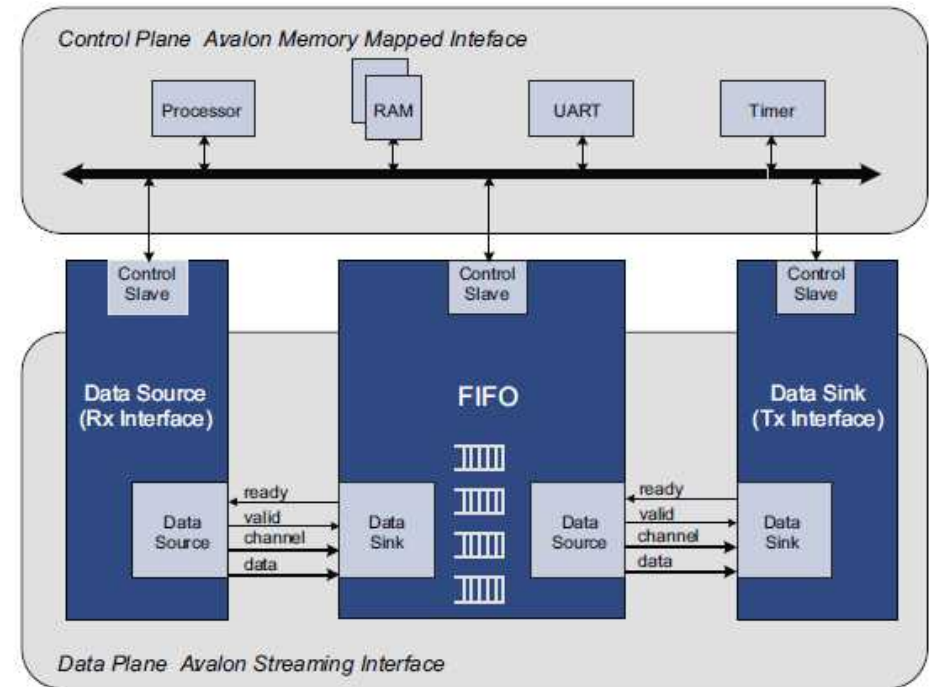 Control Plane Avalon Memory Mapped Inteface
Processor
RAM
UART
Timer
Control
Slave
Control
Slave
Control
Slave
Data Source
(Rx Interface)
FIFO
Data Sink
(Tx Interface)
Data
Source
ready
valid
channel
data
Data
Sink
Data
Source
ready
valid
channel
data
Data
Sink
Data Plane Avalon Streaming Interface